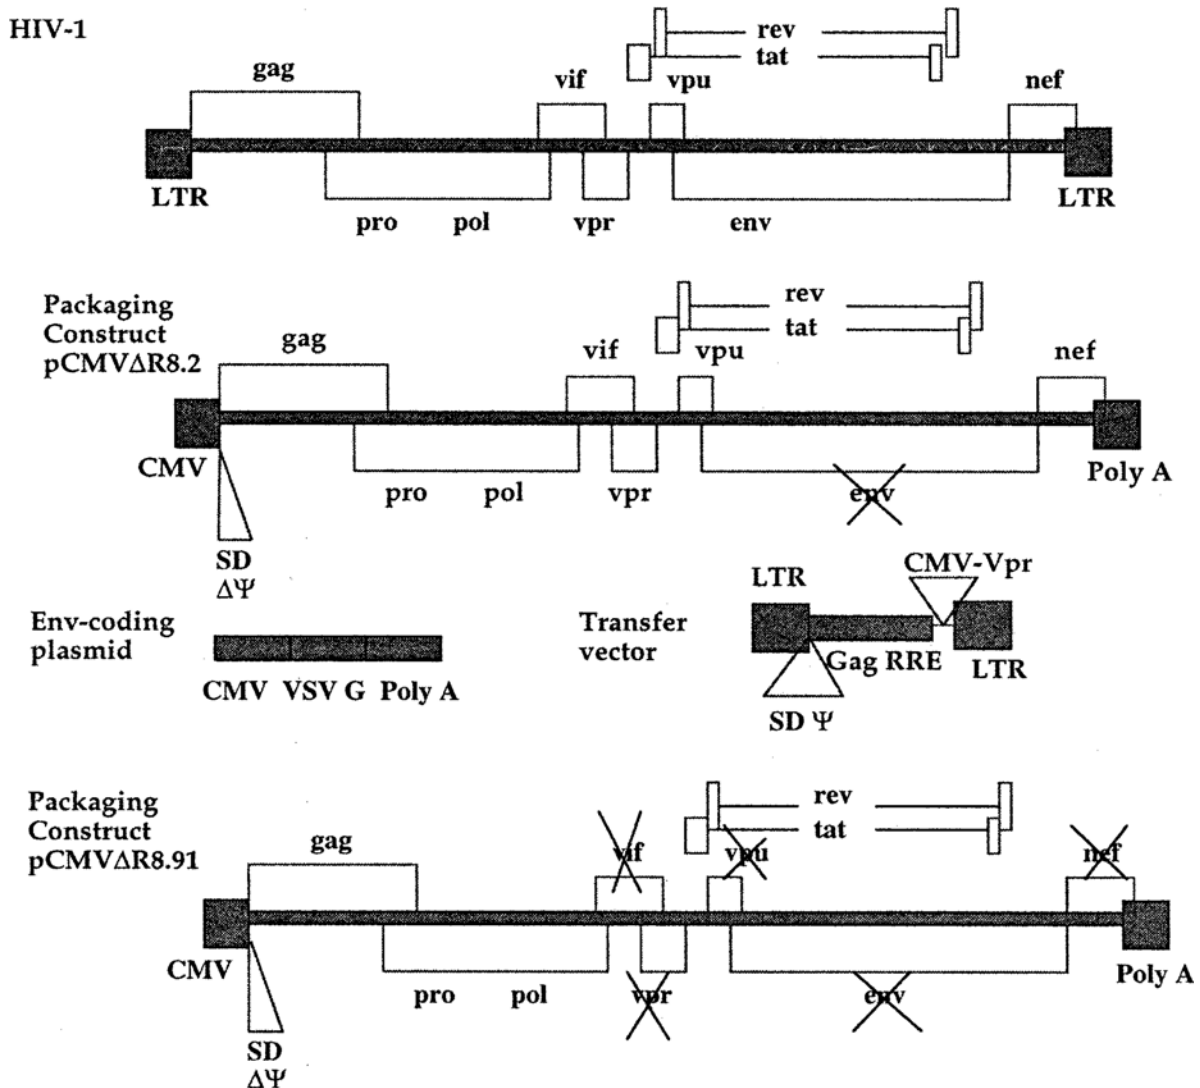 HIV-1
rev
tat
gag
vif
vpu
nef
LTR
LTR
pro pol vpr env
Packaging
Construct
pCMVΔR8.2
rev
tat
gag
vif
vpu
nef
CMV
Poly A
pro pol vpr env
SD
ΔΨ
Env-coding
plasmid
CMV VSV G Poly A
Transfer
vector
LTR
CMV-Vpr
Gag RRE
LTR
SD Ψ
Packaging
Construct
pCMVΔR8.91
rev
tat
gag
vif
vpu
nef
CMV
Poly A
pro pol vpr env
SD
ΔΨ